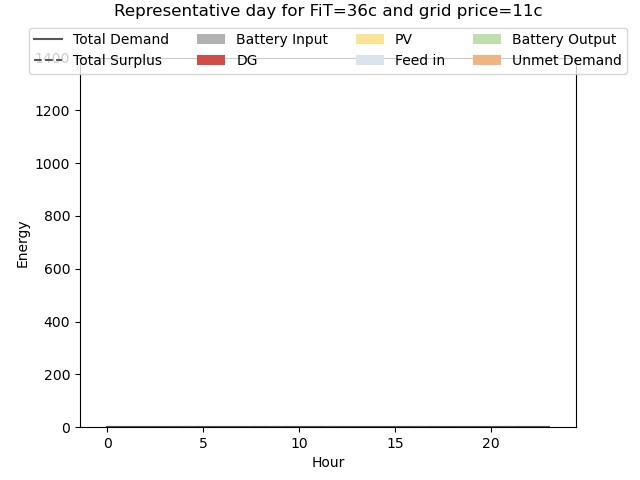 Representative day for FiT=36c and grid price=11c
Total Demand
Total Surplus
Battery Input
DG
PV
Feed in
Battery Output
Unmet Demand
1400
1200
1000
800
600
400
200
0
Energy
0 5 10 15 20
Hour